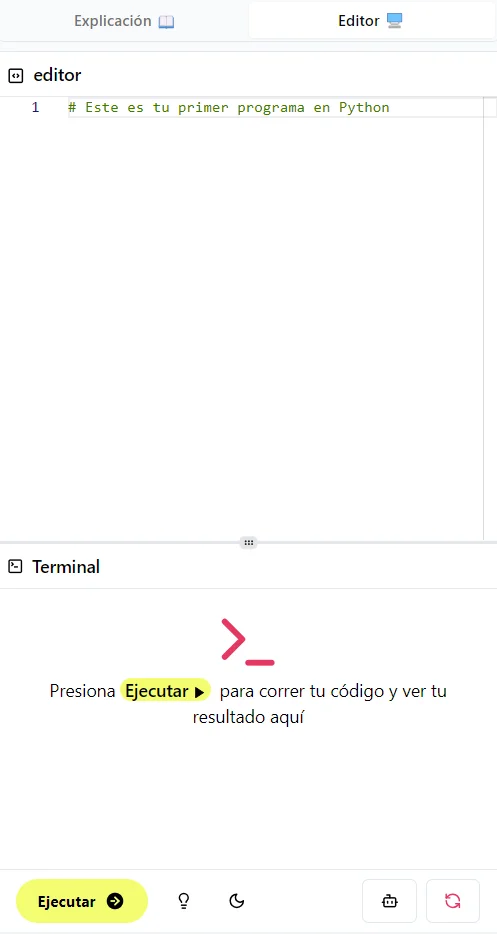 Explicación 📖
Editor 🖥️
editor
1 # Este es tu primer programa en Python
Terminal
Presiona Ejecutar ▶ para correr tu código y ver tu
resultado aquí
Ejecutar